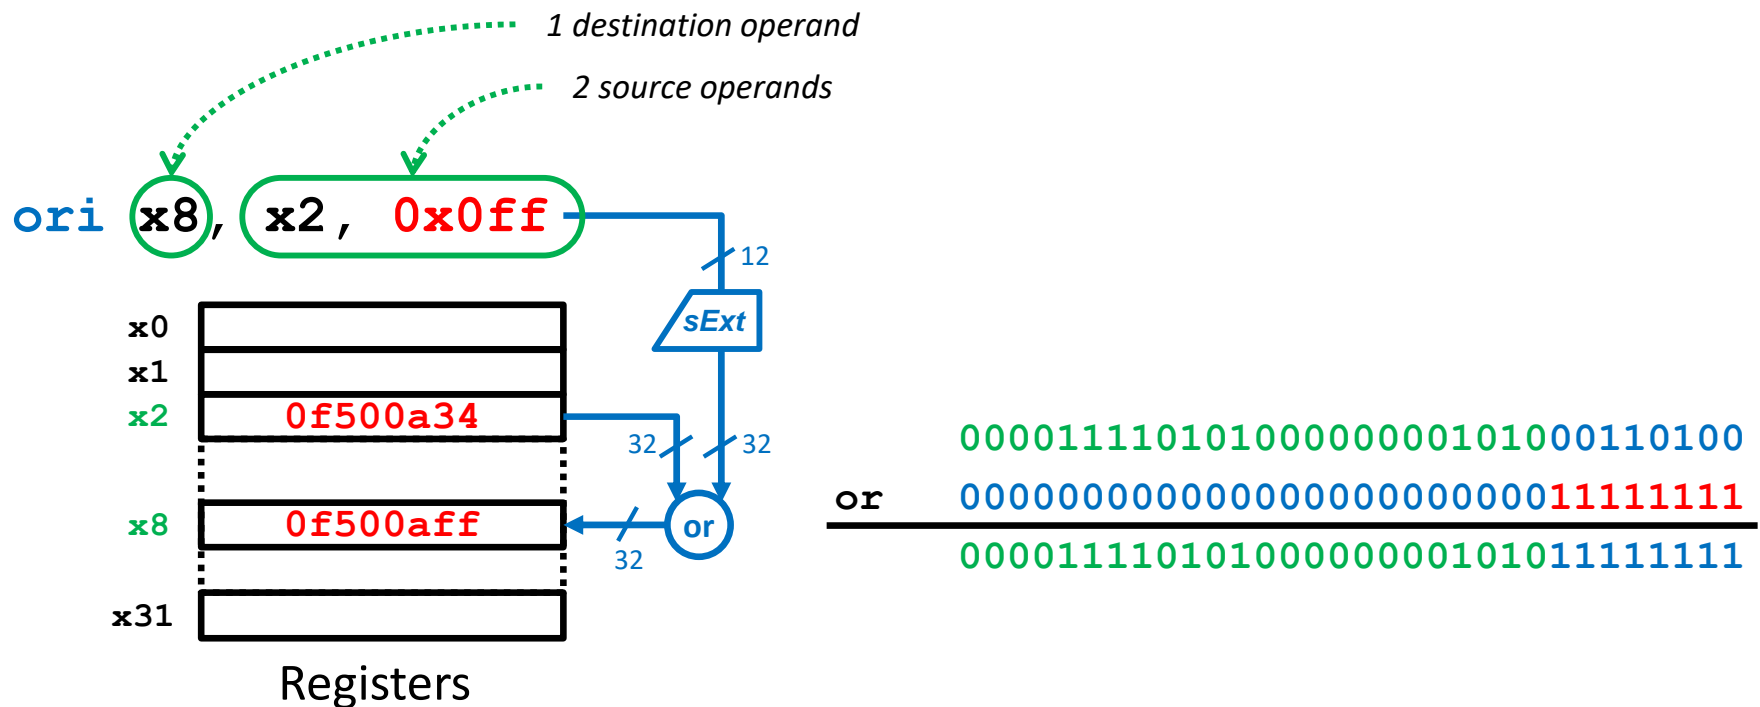 1 destination operand
2 source operands
ori x8, x2, 0x0ff
12
sExt
x0
x1
x2 0f500a34
32 32
x8 0f500aff
or
32
x31
Registers
00001111010100000000101000110100
or 00000000000000000000000011111111
00001111010100000000101011111111